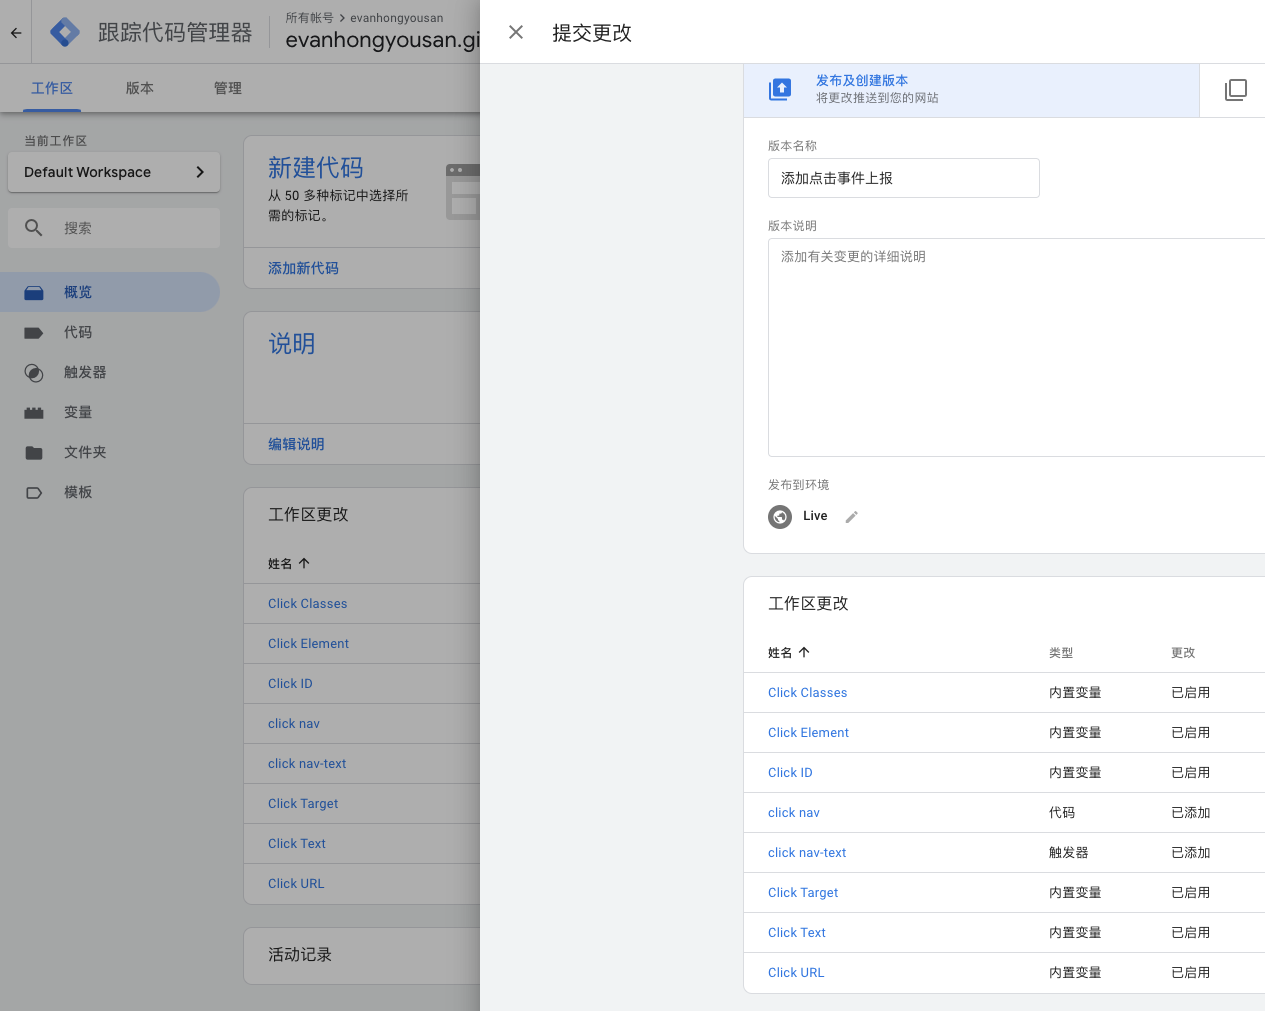 跟踪代码管理器
所有帐号 > evanhongyousan
evanhongyousan.gi
工作区
版本
管理
当前工作区
Default Workspace
搜索
概览
代码
触发器
变量
文件夹
模板
新建代码
从 50 多种标记中选择所
需的标记。
添加新代码
说明
编辑说明
工作区更改
姓名
Click Classes
Click Element
Click ID
click nav
click nav-text
Click Target
Click Text
Click URL
活动记录
提交更改
发布及创建版本
将更改推送到您的网站
版本名称
添加点击事件上报
版本说明
添加有关变更的详细说明
发布到环境
Live
工作区更改
姓名 类型 更改
Click Classes 内置变量 已启用
Click Element 内置变量 已启用
Click ID 内置变量 已启用
click nav 代码 已添加
click nav-text 触发器 已添加
Click Target 内置变量 已启用
Click Text 内置变量 已启用
Click URL 内置变量 已启用